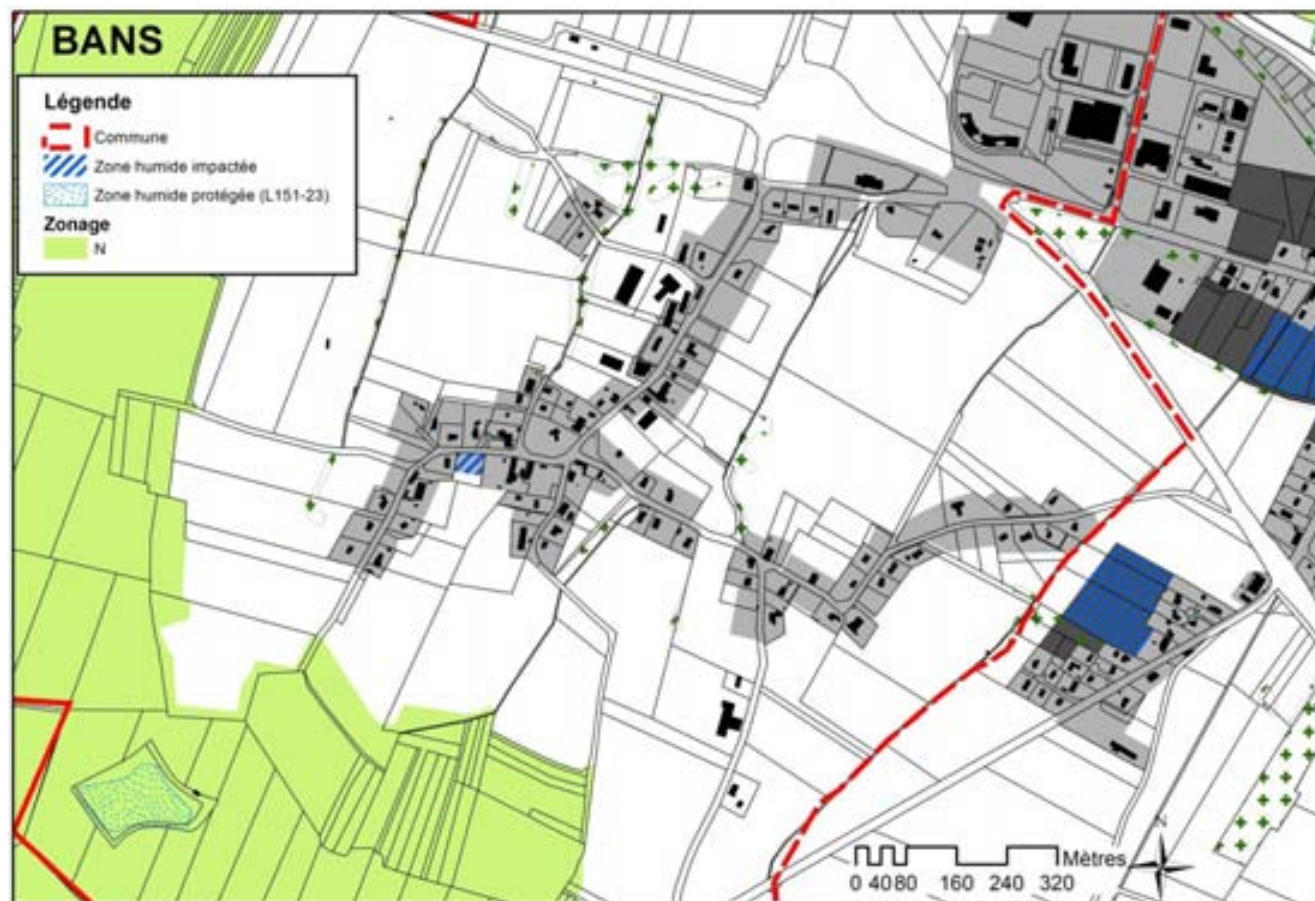 BANS
Légende
Commune
Zone humide impactée
Zone humide protégée (L151-23)
Zonage
N
Mètres
0 40 80 160 240 320
N